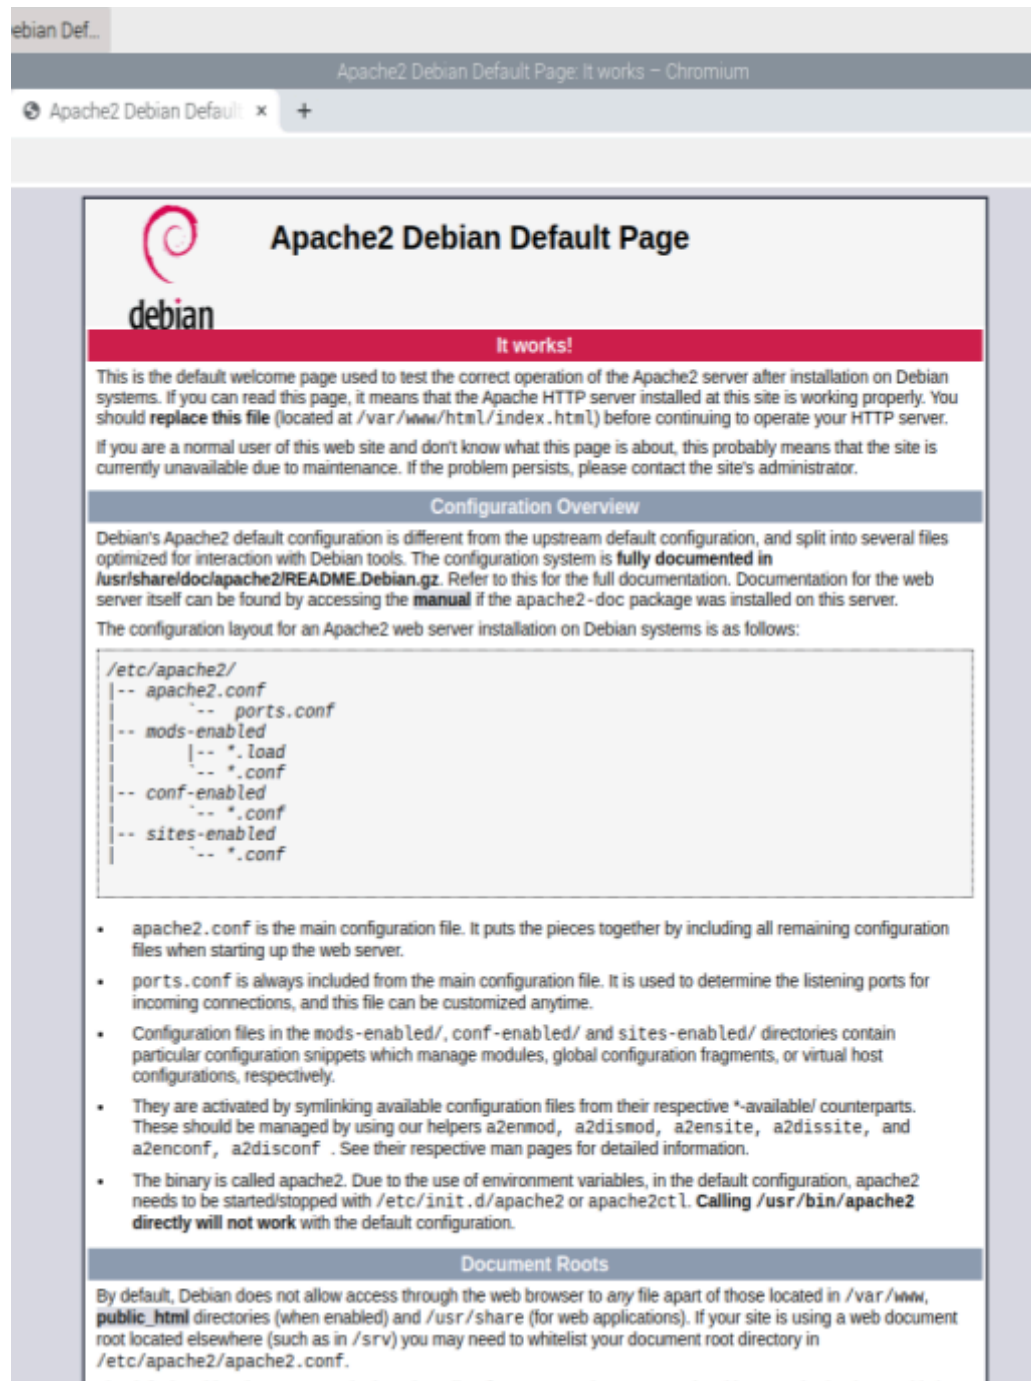 ebian Def...
Apache2 Debian Default Page: It works – Chromium
Apache2 Debian Default × +
debian
Apache2 Debian Default Page
It works!
This is the default welcome page used to test the correct operation of the Apache2 server after installation on Debian
systems. If you can read this page, it means that the Apache HTTP server installed at this site is working properly. You
should replace this file (located at /var/www/html/index.html) before continuing to operate your HTTP server.
If you are a normal user of this web site and don't know what this page is about, this probably means that the site is
currently unavailable due to maintenance. If the problem persists, please contact the site's administrator.
Configuration Overview
Debian's Apache2 default configuration is different from the upstream default configuration, and split into several files
optimized for interaction with Debian tools. The configuration system is fully documented in
/usr/share/doc/apache2/README.Debian.gz. Refer to this for the full documentation. Documentation for the web
server itself can be found by accessing the manual if the apache2-doc package was installed on this server.
The configuration layout for an Apache2 web server installation on Debian systems is as follows:
/etc/apache2/
|-- apache2.conf
|       `--  ports.conf
|-- mods-enabled
|       |-- *.load
|       `-- *.conf
|-- conf-enabled
|       `-- *.conf
|-- sites-enabled
|       `-- *.conf
• apache2.conf is the main configuration file. It puts the pieces together by including all remaining configuration
files when starting up the web server.
• ports.conf is always included from the main configuration file. It is used to determine the listening ports for
incoming connections, and this file can be customized anytime.
• Configuration files in the mods-enabled/, conf-enabled/ and sites-enabled/ directories contain
particular configuration snippets which manage modules, global configuration fragments, or virtual host
configurations, respectively.
• They are activated by symlinking available configuration files from their respective *-available/ counterparts.
These should be managed by using our helpers a2enmod, a2dismod, a2ensite, a2dissite, and
a2enconf, a2disconf . See their respective man pages for detailed information.
• The binary is called apache2. Due to the use of environment variables, in the default configuration, apache2
needs to be started/stopped with /etc/init.d/apache2 or apache2ctl. Calling /usr/bin/apache2
directly will not work with the default configuration.
Document Roots
By default, Debian does not allow access through the web browser to any file apart of those located in /var/www,
public_html directories (when enabled) and /usr/share (for web applications). If your site is using a web document
root located elsewhere (such as in /srv) you may need to whitelist your document root directory in
/etc/apache2/apache2.conf.